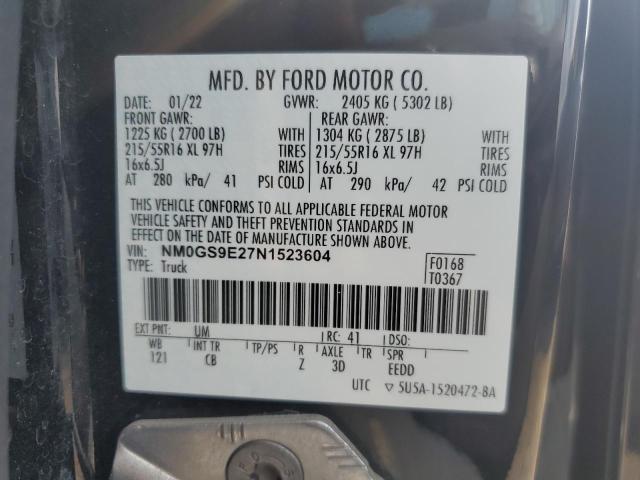 MFD. BY FORD MOTOR CO.
DATE: 01/22 GVWR: 2405 KG ( 5302 LB)
FRONT GAWR: REAR GAWR:
1225 KG ( 2700 LB) WITH 1304 KG ( 2875 LB) WITH
215/55R16 XL 97H TIRES 215/55R16 XL 97H TIRES
16x6.5J RIMS 16x6.5J RIMS
AT 280 kPa/ 41 PSI COLD AT 290 kPa/ 42 PSI COLD
THIS VEHICLE CONFORMS TO ALL APPLICABLE FEDERAL MOTOR
VEHICLE SAFETY AND THEFT PREVENTION STANDARDS IN
EFFECT ON THE DATE OF MANUFACTURE SHOWN ABOVE.
VIN: NM0GS9E27N1523604
TYPE: Truck
F0168
T0367
EXT PNT: UM RC: 41 DSO:
WB INT TR TP/PS R AXLE TR SPR
121 CB Z 3D EEDD
UTC ▽ 5U5A-1520472-BA